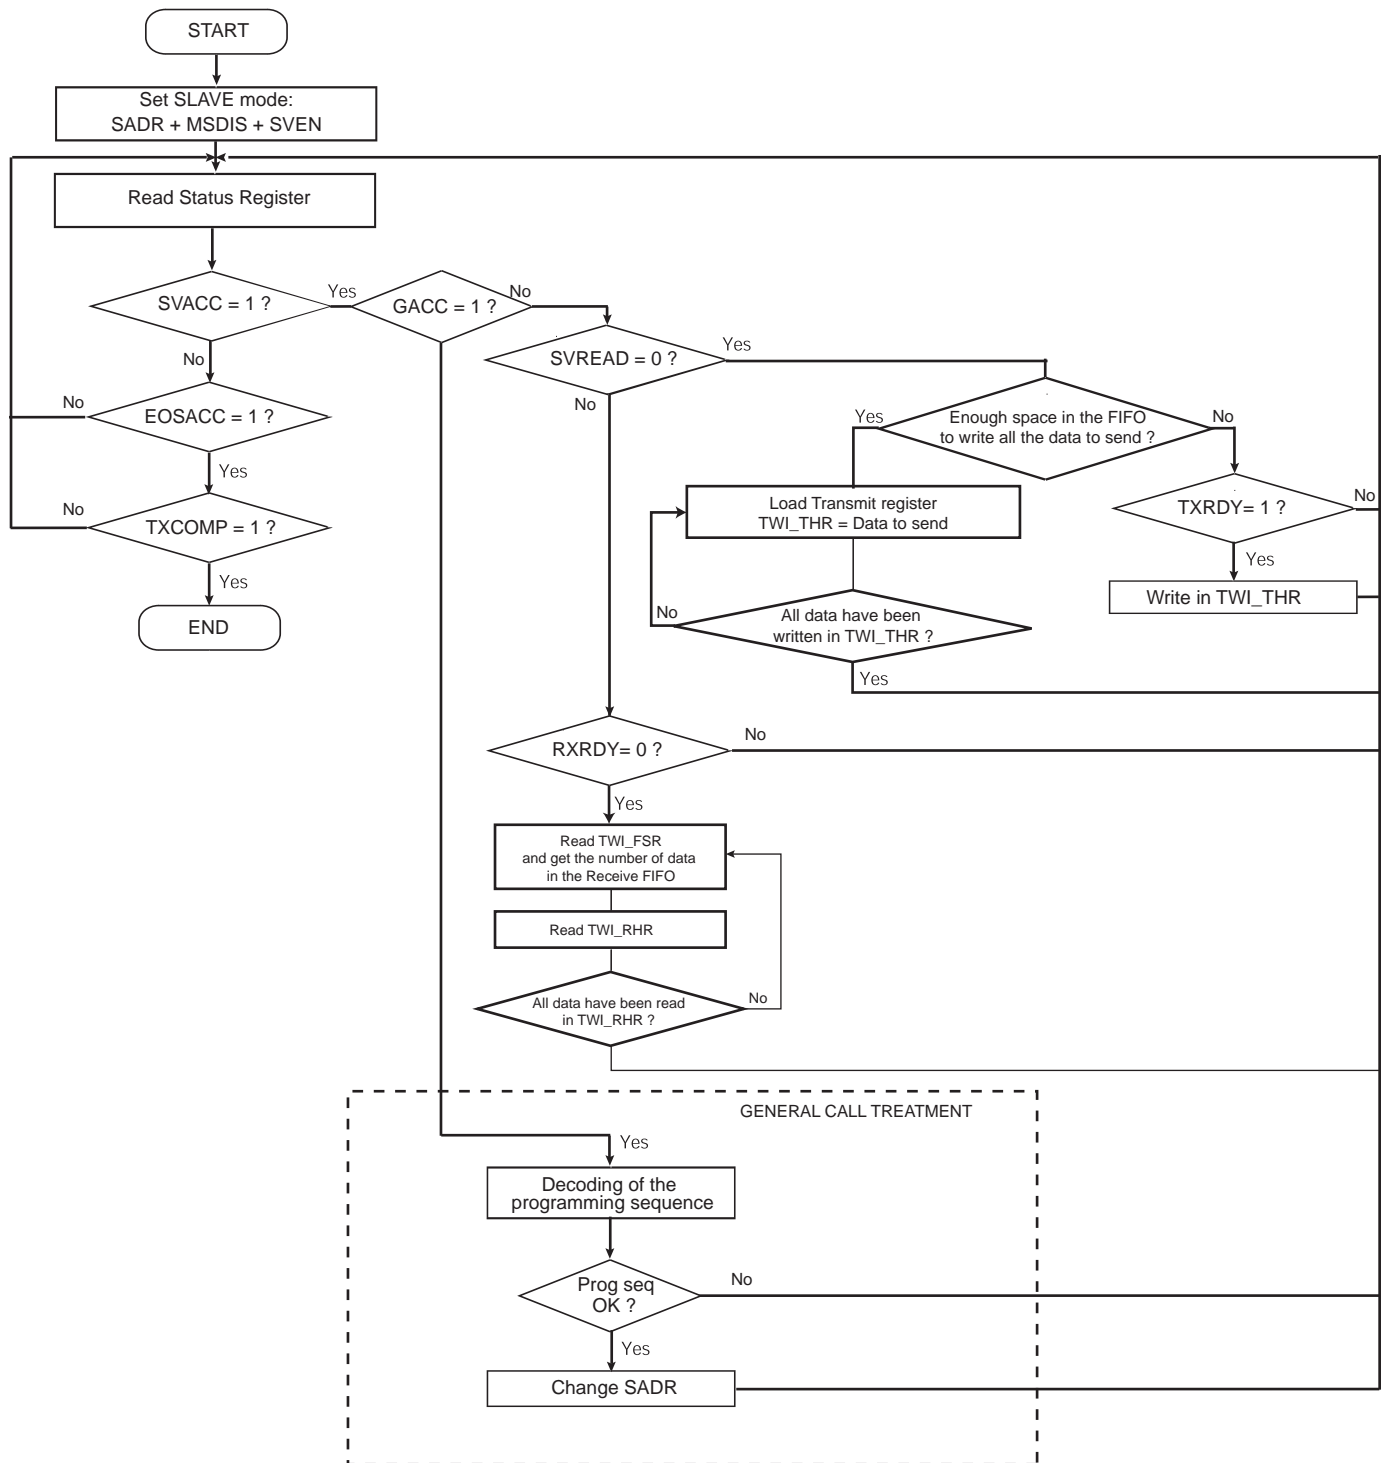 START
Set SLAVE mode:
SADR + MSDIS + SVEN
Read Status Register
SVACC = 1 ?
Yes
GACC = 1 ?
No
SVREAD = 0 ?
Yes
No
No
EOSACC = 1 ?
No
Yes
TXCOMP = 1 ?
No
Yes
END
Enough space in the FIFO
to write all the data to send ?
Yes
No
Load Transmit register
TWI_THR = Data to send
TXRDY= 1 ?
No
Yes
Write in TWI_THR
All data have been
written in TWI_THR ?
No
Yes
RXRDY= 0 ?
No
Yes
Read TWI_FSR
and get the number of data
in the Receive FIFO
Read TWI_RHR
All data have been read
in TWI_RHR ?
No
GENERAL CALL TREATMENT
Yes
Decoding of the
programming sequence
Prog seq
OK ?
No
Yes
Change SADR